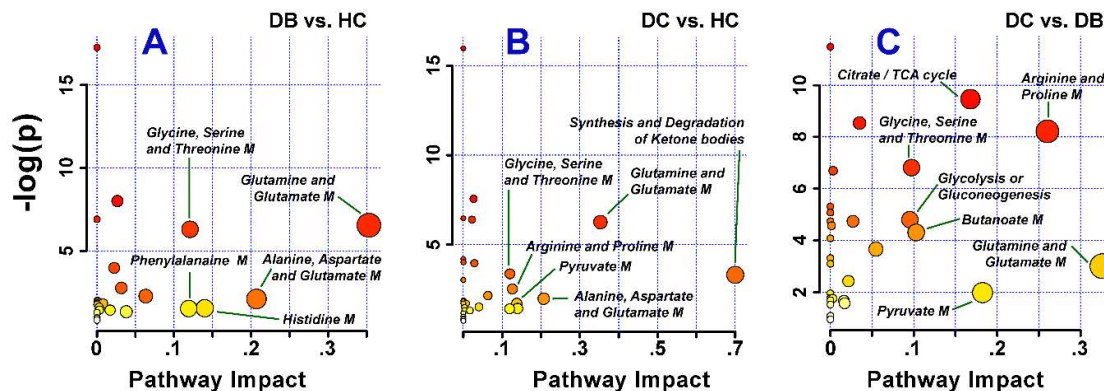 DB vs. HC
A
-log(p)
15
10
5
Glycine, Serine
and Threonine M
Glutamine and
Glutamate M
Phenylalanaine M
Alanine, Aspartate
and Glutamate M
Histidine M
0
.1
.2
.3
Pathway Impact
DC vs. HC
B
15
10
5
Synthesis and Degradation
of Ketone bodies
Glycine, Serine
and Threonine M
Glutamine and
Glutamate M
Arginine and Proline M
Pyruvate M
Alanine, Aspartate
and Glutamate M
0
.1
.3
.5
0.7
Pathway Impact
DC vs. DB
C
10
8
6
4
2
Citrate / TCA cycle
Arginine and
Proline M
Glycine, Serine
and Threonine M
Glycolysis or
Gluconeogenesis
Butanoate M
Glutamine and
Glutamate M
Pyruvate M
0
.1
.2
.3
Pathway Impact